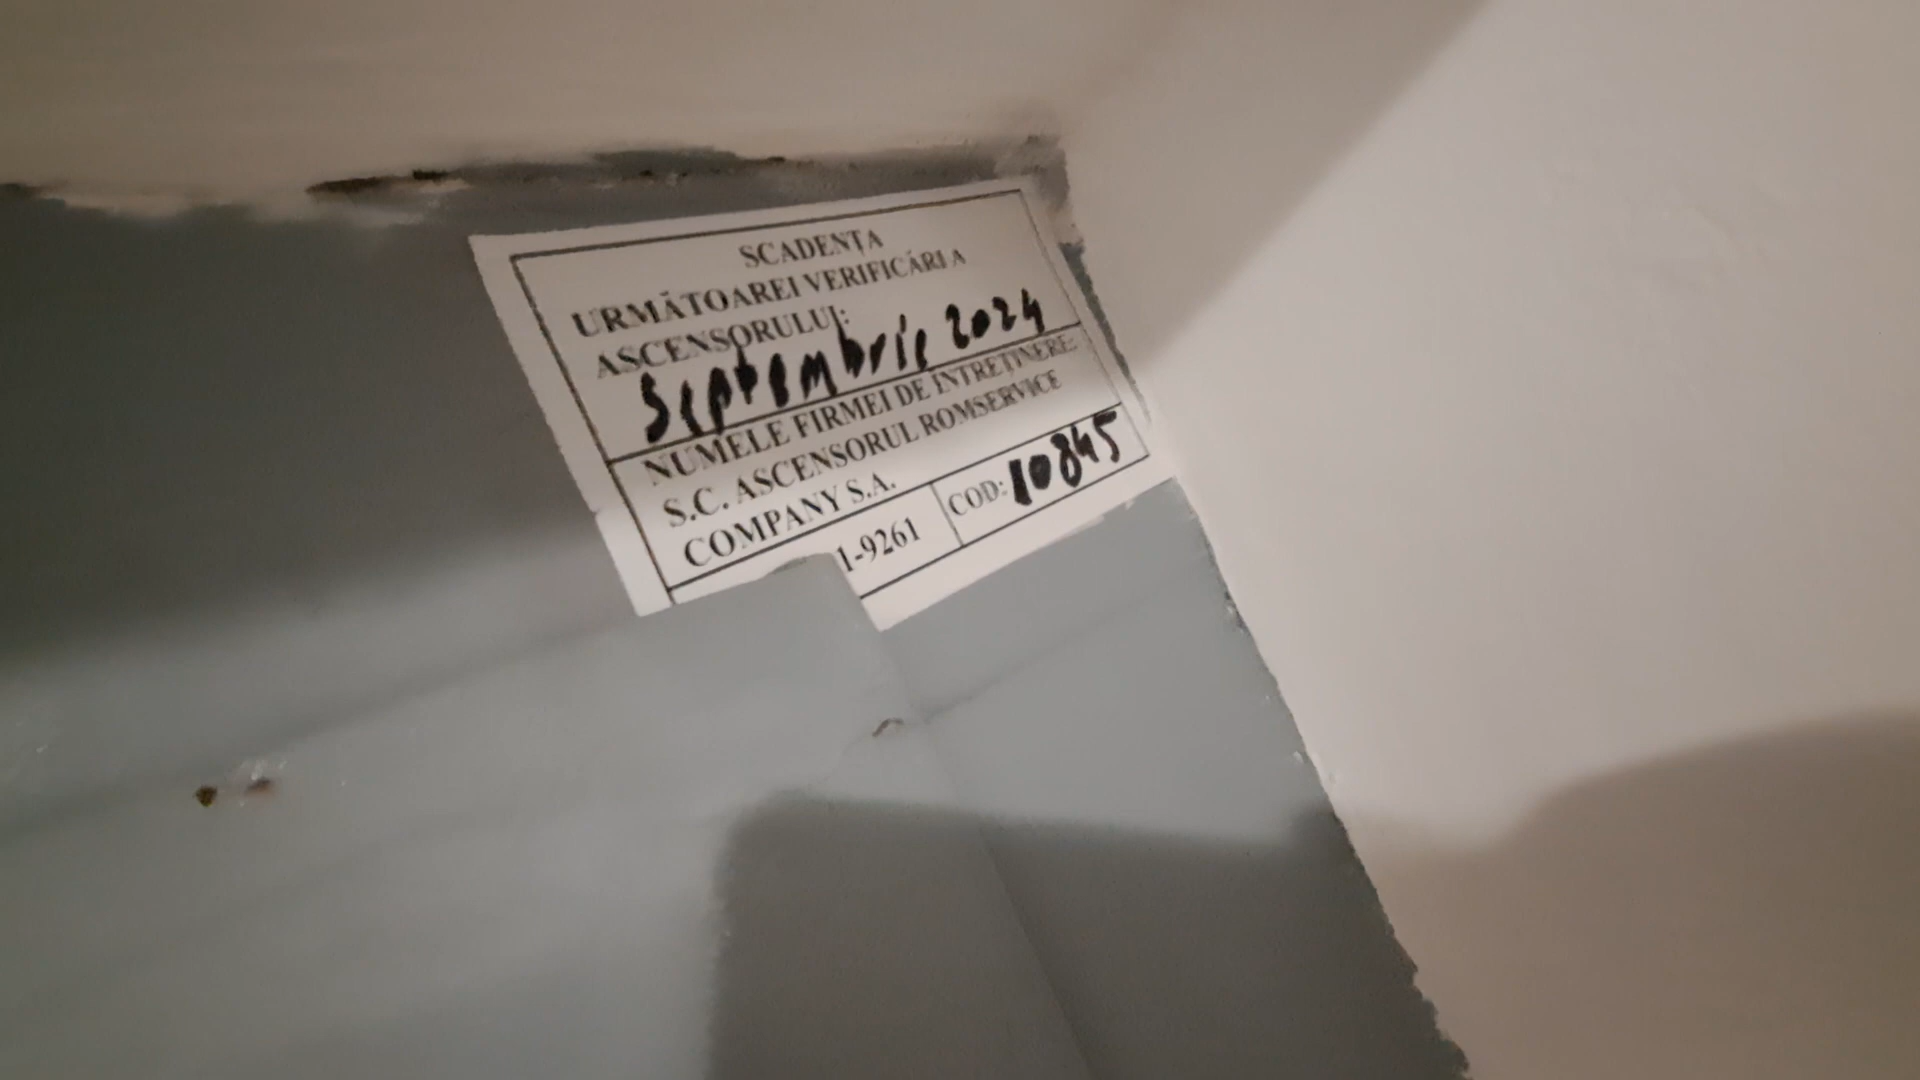 SCADENȚA
URMĂTOAREI VERIFICĂRI A
ASCENSORULUI:
Septembrie 2024
NUMELE FIRMEI DE ÎNTREȚINERE:
S.C. ASCENSORUL ROMSERVICE
COMPANY S.A.
1-9261
COD: 10845